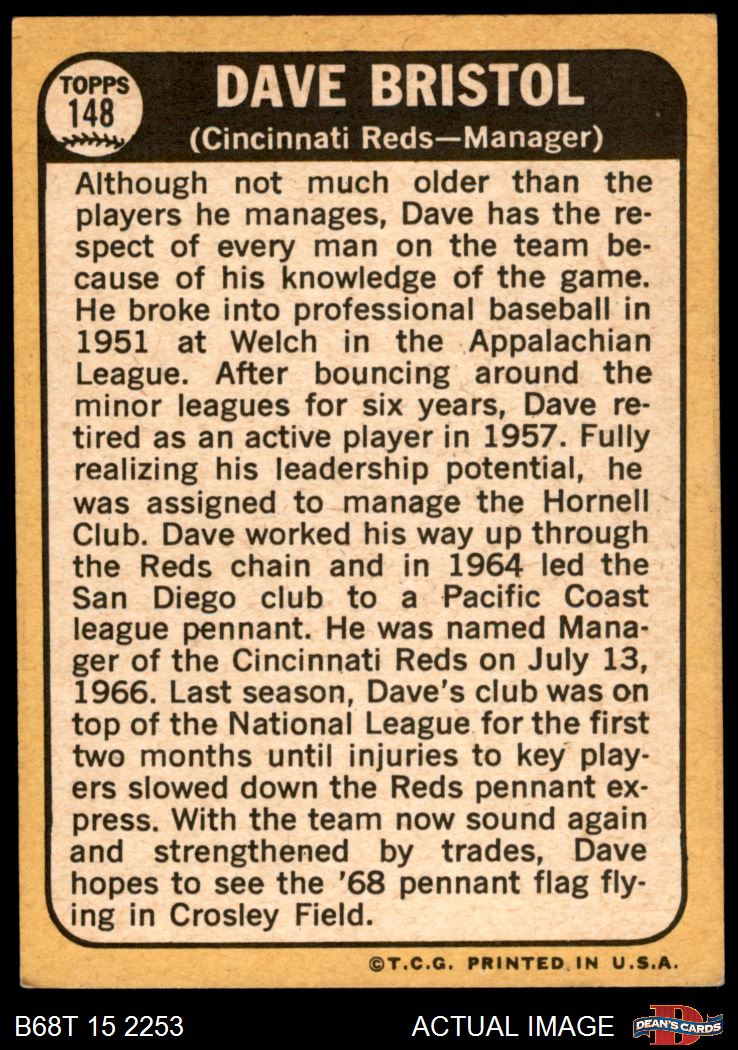 TOPPS
148
DAVE BRISTOL
(Cincinnati Reds—Manager)
Although not much older than the
players he manages, Dave has the re-
spect of every man on the team be-
cause of his knowledge of the game.
He broke into professional baseball in
1951 at Welch in the Appalachian
League. After bouncing around the
minor leagues for six years, Dave re-
tired as an active player in 1957. Fully
realizing his leadership potential, he
was assigned to manage the Hornell
Club. Dave worked his way up through
the Reds chain and in 1964 led the
San Diego club to a Pacific Coast
league pennant. He was named Mana-
ger of the Cincinnati Reds on July 13,
1966. Last season, Dave's club was on
top of the National League for the first
two months until injuries to key play-
ers slowed down the Reds pennant ex-
press. With the team now sound again
and strengthened by trades, Dave
hopes to see the '68 pennant flag fly-
ing in Crosley Field.
©T.C.G. PRINTED IN U.S.A.
B68T 15 2253
ACTUAL IMAGE
D
DEAN'S CARDS